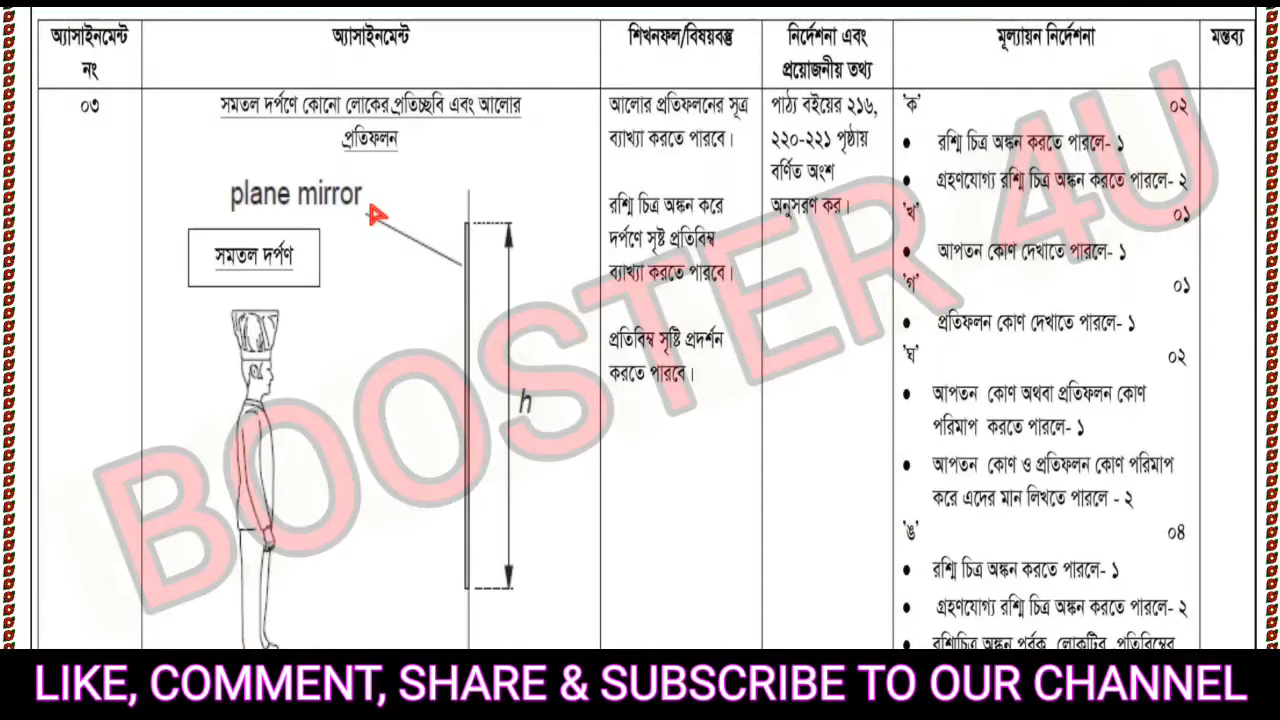 অ্যাসাইনমেন্ট
নং
অ্যাসাইনমেন্ট
শিখনফল/বিষয়বস্তু
নির্দেশনা এবং
প্রয়োজনীয় তথ্য
মূল্যায়ন নির্দেশনা
মন্তব্য
০৩
সমতল দর্পণে কোনো লোকের প্রতিচ্ছবি এবং আলোর
প্রতিফলন
plane mirror
সমতল দর্পণ
h
আলোর প্রতিফলনের সূত্র
ব্যাখ্যা করতে পারবে।
রশ্মি চিত্র অঙ্কন করে
দর্পণে সৃষ্ট প্রতিবিম্ব
ব্যাখ্যা করতে পারবে।
প্রতিবিম্ব সৃষ্টি প্রদর্শন
করতে পারবে।
পাঠ্য বইয়ের ২১৬,
২২০-২২১ পৃষ্ঠায়
বর্ণিত অংশ
অনুসরণ কর।
'ক' ০২
• রশ্মি চিত্র অঙ্কন করতে পারলে- ১
• গ্রহণযোগ্য রশ্মি চিত্র অঙ্কন করতে পারলে- ২
'খ' ০১
• আপতন কোণ দেখাতে পারলে- ১
'গ' ০১
• প্রতিফলন কোণ দেখাতে পারলে- ১
'ঘ' ০২
• আপতন কোণ অথবা প্রতিফলন কোণ
পরিমাপ করতে পারলে- ১
• আপতন কোণ ও প্রতিফলন কোণ পরিমাপ
করে এদের মান লিখতে পারলে - ২
'ঙ' ০৪
• রশ্মি চিত্র অঙ্কন করতে পারলে- ১
• গ্রহণযোগ্য রশ্মি চিত্র অঙ্কন করতে পারলে- ২
• রশ্মিচিত্র অঙ্কন পূর্বক লোকটির প্রতিবিম্বের
BOOSTER 4U
LIKE, COMMENT, SHARE & SUBSCRIBE TO OUR CHANNEL